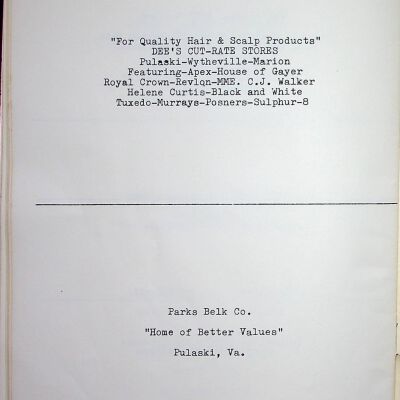 "For Quality Hair & Scalp Products"
DEE'S CUT-RATE STORES
Pulaski-Wytheville-Marion
Featuring-Apex-House of Gayer
Royal Crown-Revlon-MME. C.J. Walker
Helene Curtis-Black and White
Tuxedo-Murrays-Posners-Sulphur-8
Parks Belk Co.
"Home of Better Values"
Pulaski, Va.